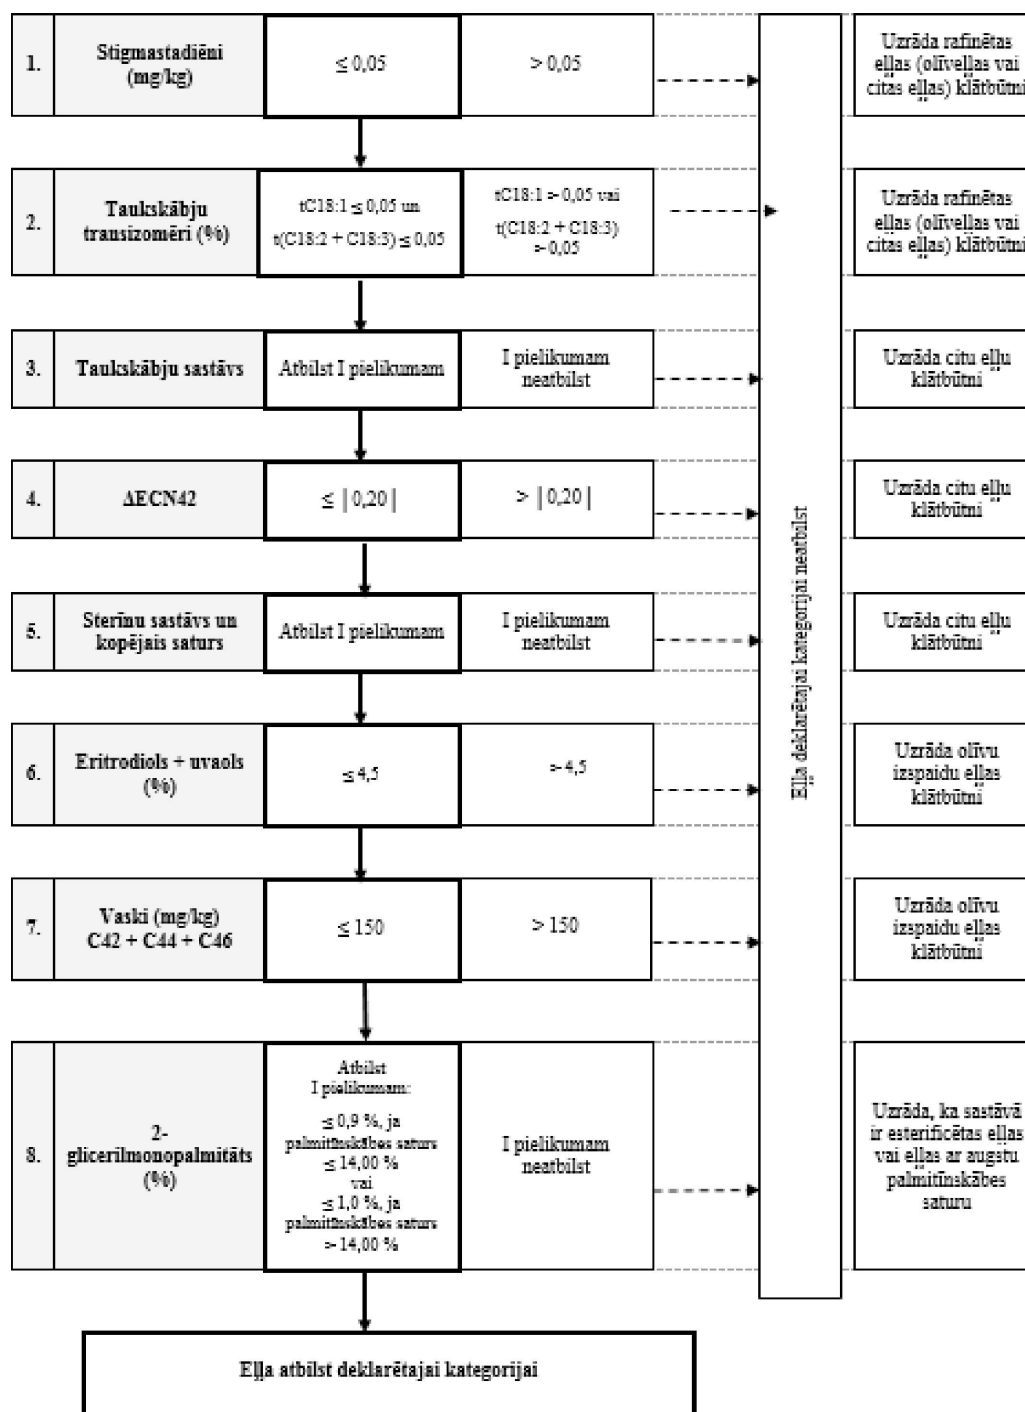 1.
Stigmastadiēni
(mg/kg)
≤ 0,05
> 0,05
Uzrāda rafinētas
eļļas (olīveļļas vai
citas eļļas) klātbūtni
2.
Taukskābju
transizomēri (%)
tC18:1 ≤ 0,05 un
t(C18:2 + C18:3) ≤ 0,05
tC18:1 > 0,05 vai
t(C18:2 + C18:3)
> 0,05
Uzrāda rafinētas
eļļas (olīveļļas vai
citas eļļas) klātbūtni
3.
Taukskābju sastāvs
Atbilst I pielikumam
I pielikumam
neatbilst
Uzrāda citu eļļu
klātbūtni
4.
ΔECN42
≤ | 0,20 |
> | 0,20 |
Uzrāda citu eļļu
klātbūtni
5.
Sterīnu sastāvs un
kopējais saturs
Atbilst I pielikumam
I pielikumam
neatbilst
Uzrāda citu eļļu
klātbūtni
6.
Eritrodiols + uvaols
(%)
≤ 4,5
> 4,5
Uzrāda olīvu
izspaidu eļļas
klātbūtni
7.
Vaski (mg/kg)
C42 + C44 + C46
≤ 150
> 150
Uzrāda olīvu
izspaidu eļļas
klātbūtni
8.
2-
glicerilmonopalmitāts
(%)
Atbilst
I pielikumam:
≤ 0,9 %, ja
palmitīnskābes saturs
≤ 14,00 %
vai
≤ 1,0 %, ja
palmitīnskābes saturs
> 14,00 %
I pielikumam
neatbilst
Uzrāda, ka sastāvā
ir esterificētas eļļas
vai eļļas ar augstu
palmitīnskābes
saturu
Eļļa deklarētajai kategorijai neatbilst
Eļļa atbilst deklarētajai kategorijai